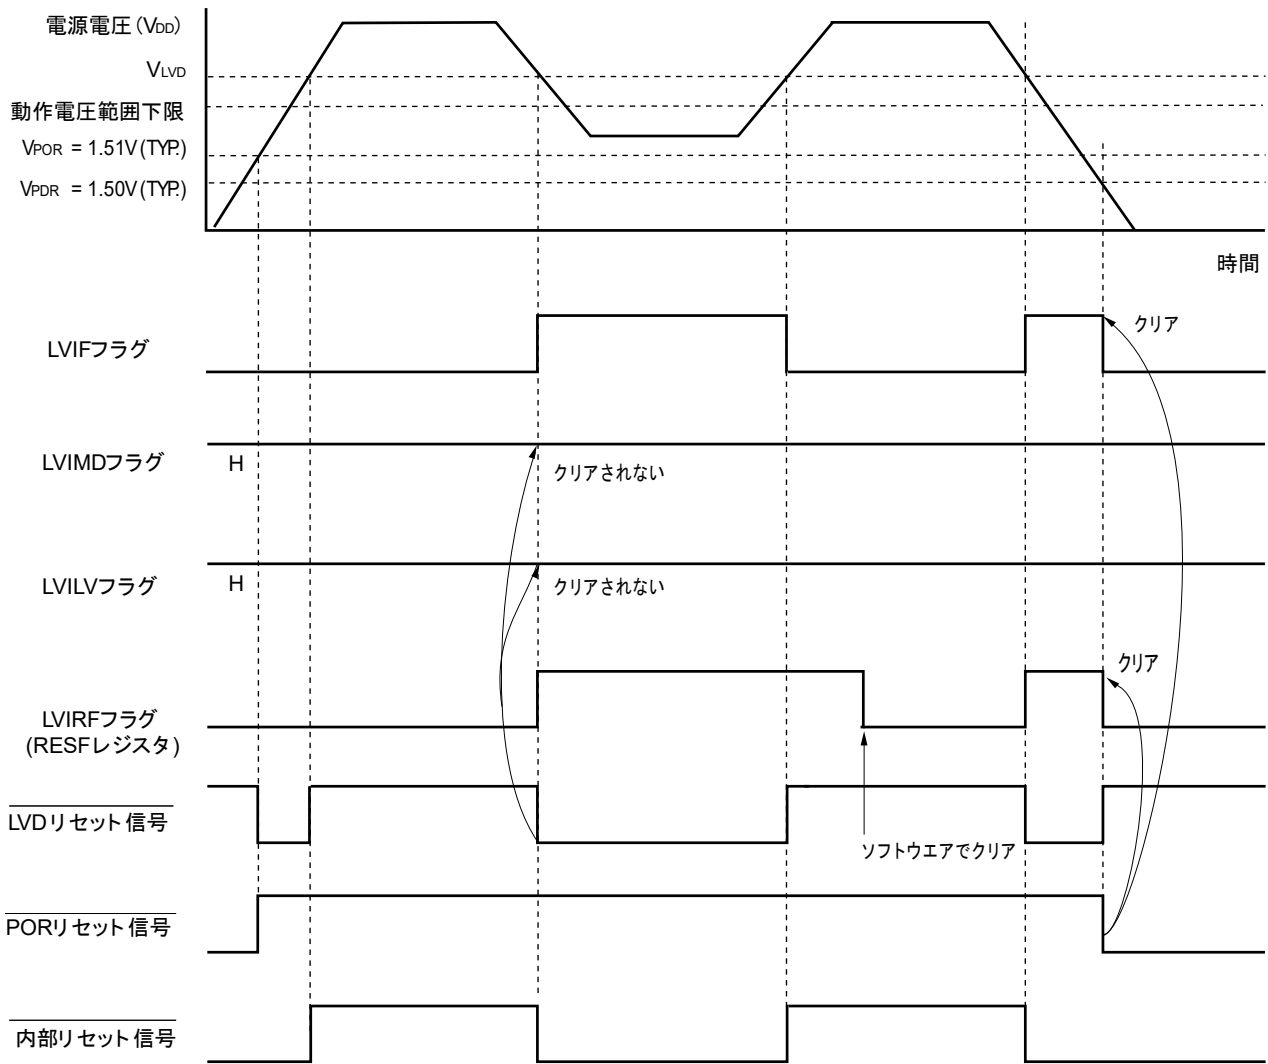 電源電圧(VDD)
VLVD
動作電圧範囲下限
VPOR = 1.51V(TYP.)
VPDR = 1.50V(TYP.)
時間
LVIFフラグ
クリア
LVIMDフラグ
H
クリアされない
LVILVフラグ
H
クリアされない
クリア
LVIRFフラグ
(RESFレジスタ)
LVDリセット信号
ソフトウエアでクリア
PORリセット信号
内部リセット信号